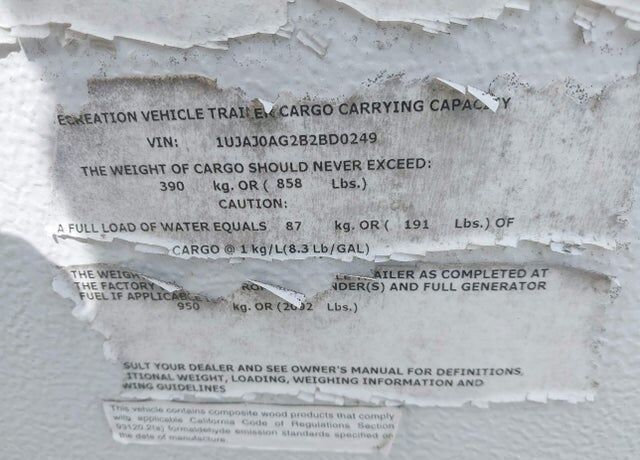 ECREATION VEHICLE TRAILER CARGO CARRYING CAPACITY
VIN: 1UJAJ0AG2B2BD0249
THE WEIGHT OF CARGO SHOULD NEVER EXCEED:
390 kg. OR ( 858 Lbs.)
CAUTION:
A FULL LOAD OF WATER EQUALS 87 kg. OR ( 191 Lbs.) OF
CARGO @ 1 kg/L(8.3 Lb/GAL)
THE WEIGH AILER AS COMPLETED AT
THE FACTORY NDER(S) AND FULL GENERATOR
FUEL IF APPLICABLE
950 kg. OR (2092 Lbs.)
SULT YOUR DEALER AND SEE OWNER'S MANUAL FOR DEFINITIONS,
ITIONAL WEIGHT, LOADING, WEIGHING INFORMATION AND
WING GUIDELINES
This vehicle contains composite wood products that comply
with applicable California Code of Regulations Section
93120.2(a) formaldehyde emission standards specified on
the date of manufacture.